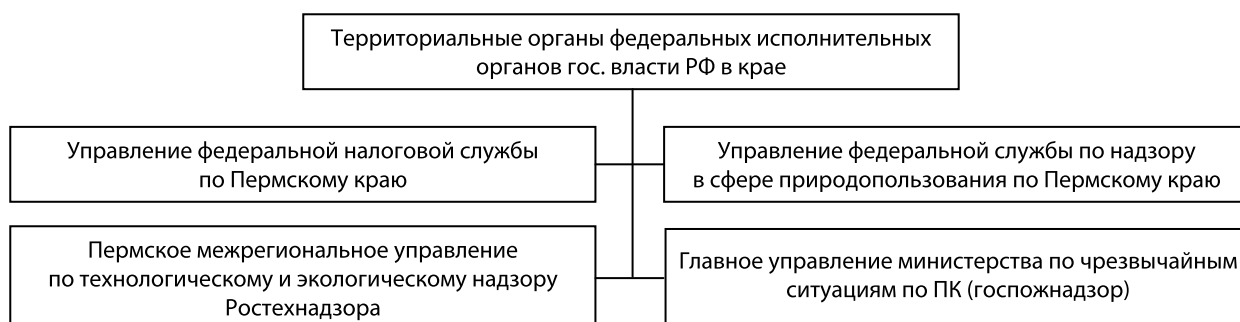 Территориальные органы федеральных исполнительных
органов гос. власти РФ в крае
Управление федеральной налоговой службы
по Пермскому краю
Управление федеральной службы по надзору
в сфере природопользования по Пермскому краю
Пермское межрегиональное управление
по технологическому и экологическому надзору
Ростехнадзора
Главное управление министерства по чрезвычайным
ситуациям по ПК (госпожнадзор)